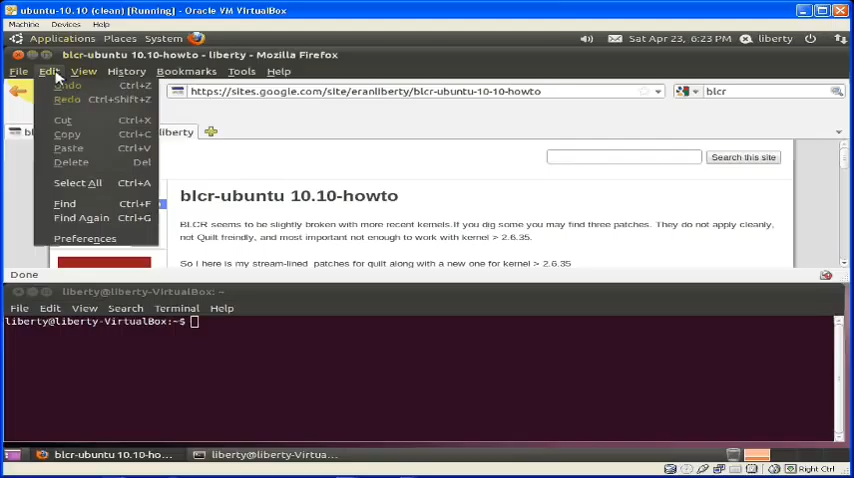 ubuntu-10.10 (clean) [Running] - Oracle VM VirtualBox
Machine Devices Help
Applications Places System Sat Apr 23, 6:23 PM liberty
blcr-ubuntu 10.10-howto - liberty - Mozilla Firefox
File Edit View History Bookmarks Tools Help
https://sites.google.com/site/eranliberty/blcr-ubuntu-10-10-howto blcr
liberty
Undo Ctrl+Z
Redo Ctrl+Shift+Z
Cut Ctrl+X
Copy Ctrl+C
Paste Ctrl+V
Delete Del
Select All Ctrl+A
Find Ctrl+F
Find Again Ctrl+G
Preferences
Search this site
blcr-ubuntu 10.10-howto
BLCR seems to be slightly broken with more recent kernels.If you dig some you may find three patches. They do not apply cleanly,
not Quilt freindly, and most important not enough to work with kernel > 2.6.35.
So I here is my stream-lined patches for quilt along with a new one for kernel > 2.6.35
Done
liberty@liberty-VirtualBox: ~
File Edit View Search Terminal Help
liberty@liberty-VirtualBox:~$
blcr-ubuntu 10.10-ho... liberty@liberty-Virtua...
Right Ctrl